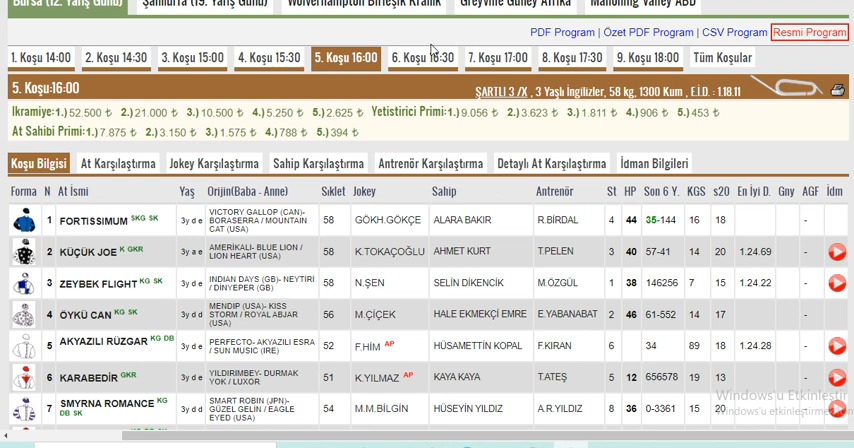 Bursa (12. Yarış Günü) Şanlıurfa (19. Yarış Günü) Wolverhampton Birleşik Krallık Greyville Güney Afrika Mahoning Valley ABD
PDF Program | Özet PDF Program | CSV Program Resmi Program
1. Koşu 14:00 2. Koşu 14:30 3. Koşu 15:00 4. Koşu 15:30 5. Koşu 16:00 6. Koşu 16:30 7. Koşu 17:00 8. Koşu 17:30 9. Koşu 18:00 Tüm Koşular
5. Koşu:16:00 ŞARTLI 3 /X , 3 Yaşlı İngilizler, 58 kg, 1300 Kum , E.İ.D. : 1.18.11
Ikramiye:1.) 52.500 ₺ 2.) 21.000 ₺ 3.) 10.500 ₺ 4.) 5.250 ₺ 5.) 2.625 ₺ Yetistirici Primi:1.) 9.056 ₺ 2.) 3.623 ₺ 3.) 1.811 ₺ 4.) 906 ₺ 5.) 453 ₺
At Sahibi Primi:1.) 7.875 ₺ 2.) 3.150 ₺ 3.) 1.575 ₺ 4.) 788 ₺ 5.) 394 ₺
Koşu Bilgisi At Karşılaştırma Jokey Karşılaştırma Sahip Karşılaştırma Antrenör Karşılaştırma Detaylı At Karşılaştırma İdman Bilgileri
Forma N At İsmi Yaş Orijin(Baba - Anne) Sıklet Jokey Sahip Antrenör St HP Son 6 Y. KGS s20 En İyi D. Gny AGF İdm
1 FORTISSIMUM SKG SK 3y d e VICTORY GALLOP (CAN)- BORASERRA / MOUNTAIN CAT (USA) 58 GÖKH.GÖKÇE ALARA BAKIR R.BİRDAL 4 44 35-144 16 18 -
2 KÜÇÜK JOE K GKR 3y a e AMERİKALI- BLUE LION / LION HEART (USA) 58 K.TOKAÇOĞLU AHMET KURT T.PELEN 3 40 57-41 14 20 1.24.69 -
3 ZEYBEK FLIGHT KG SK 3y d e INDIAN DAYS (GB)- NEYTİRİ / DINYEPER (GB) 58 N.ŞEN SELİN DİKENCİK M.ÖZGÜL 1 38 146256 7 15 1.24.22 -
4 ÖYKÜ CAN KG SK 3y d d MENDIP (USA)- KISS STORM / ROYAL ABJAR (USA) 56 M.ÇİÇEK HALE EKMEKÇİ EMRE E.YABANABAT 2 46 61-552 14 17 -
5 AKYAZILI RÜZGAR KG DB SK 3y d e PERFECTO- AKYAZILI ESRA / SUN MUSIC (IRE) 52 F.HİM AP HÜSAMETTİN KOPAL F.KIRAN 6 34 89 18 1.24.28 -
6 KARABEDİR GKR 3y d e YILDIRIMBEY- DURMAK YOK / LUXOR 51 K.YILMAZ AP KAYA KAYA T.ATEŞ 5 12 656578 19 13 -
7 SMYRNA ROMANCE KG DB SK 3y d d SMART ROBIN (JPN)- GÜZEL GELİN / EAGLE EYED (USA) 54 M.M.BİLGİN HÜSEYİN YILDIZ A.R.YILDIZ 8 36 0-3361 15 20 -
Windows'u Etkinleştir
Windows'u etkinleştirmek